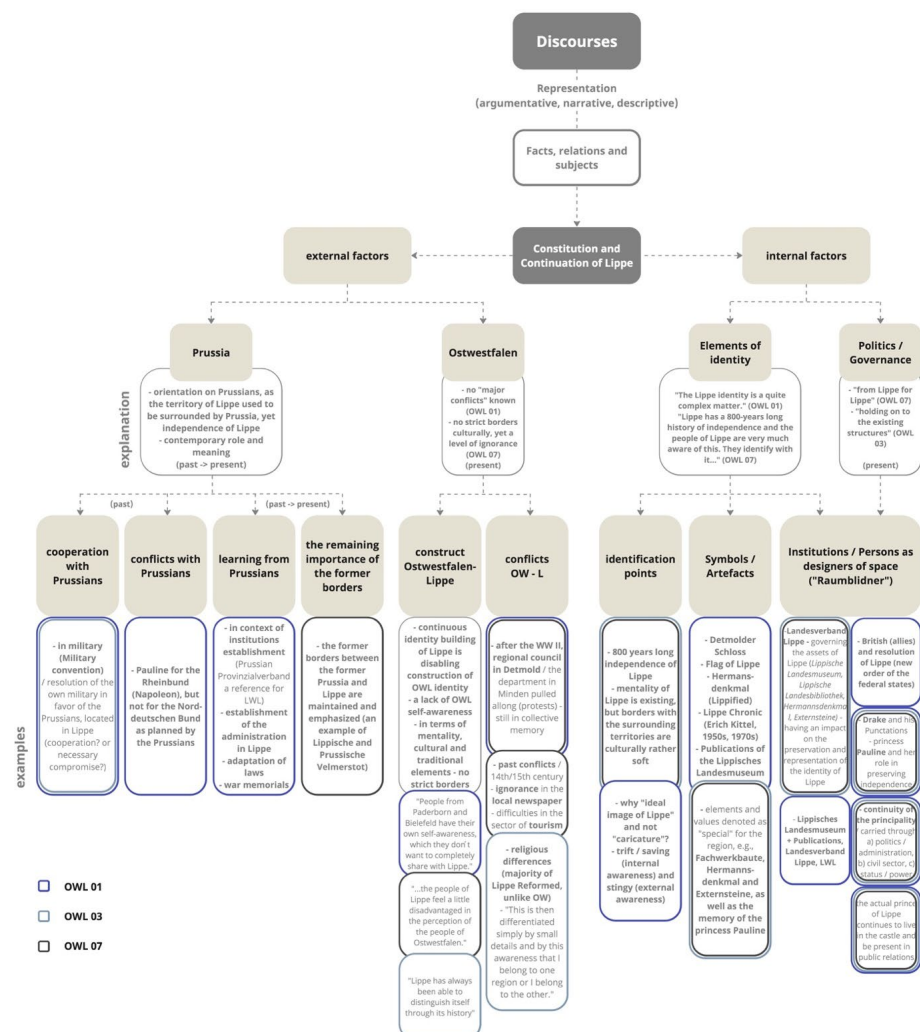 Discourses
Representation
(argumentative, narrative, descriptive)
Facts, relations and
subjects
external factors
Constitution and
Continuation of Lippe
internal factors
Prussia
Ostwestfalen
Elements of
identity
Politics /
Governance
explanation
- orientation on Prussians, as
the territory of Lippe used to
be surrounded by Prussia, yet
independence of Lippe
- contemporary role and
meaning
(past -> present)
- no "major
conflicts" known
(OWL 01)
- no strict borders
culturally, yet a
level of ignorance
(OWL 07)
(present)
"The Lippe identity is a quite
complex matter." (OWL 01)
"Lippe has a 800-years long
history of independence and the
people of Lippe are very much
aware of this. They identify with
it..." (OWL 07)
- "from Lippe for
Lippe" (OWL 07)
- "holding on to
the existing
structures" (OWL
03)
(present)
(past)
(past -> present)
cooperation
with
Prussians
conflicts with
Prussians
learning from
Prussians
the remaining
importance of
the former
borders
construct
Ostwestfalen-
Lippe
conflicts
OW - L
identification
points
Symbols /
Artefacts
Institutions / Persons as
designers of space
("Raumblidner")
examples
- in military
(Military
convention)
/ resolution of the
own military in
favor of the
Prussians, located
in Lippe
(cooperation? or
necessary
compromise?)
- Pauline for the
Rheinbund
(Napoleon), but
not for the Nord-
deutschen Bund
as planned by the
Prussians
- in context of
institutions
establishment
(Prussian
Provinzialverband
a reference for
LWL)
- establishment of
the administration
in Lippe
- adaptation of
laws
- war memorials
- the former
borders between
the former
Prussia and
Lippe are
maintained and
emphasized (an
example of
Lippische and
Prussische
Velmerstot)
- continuous
identity building
of Lippe is
disabling
construction of
OWL identity
- a lack of OWL
self-awareness
- in terms of
mentality,
cultural and
traditional
elements - no
strict borders
"People from
Paderborn and
Bielefeld have their
own self-awareness,
which they don't
want to completely
share with Lippe."
"...the people of
Lippe feel a little
disadvantaged in
the perception of
the people of
Ostwestfalen."
"Lippe has always
been able to
distinguish itself
through its history"
- after the WW II,
regional council
in Detmold / the
department in
Minden pulled
allong (protests) -
still in collective
memory
- past conflicts /
14th/15th century
- ignorance in the
local newspaper
- difficulties in the
sector of tourism
- religious
differences
(majority of
Lippe Reformed,
unlike OW)
- "This is then
differentiated
simply by small
details and by this
awareness that I
belong to one
region or I belong
to the other."
- 800 years long
independence of
Lippe
- mentality of
Lippe is existing,
but borders with
the surrounding
territories are
culturally rather
soft
- why "ideal
image of Lippe"
and not
"caricature"?
- trift / saving
(internal
awareness) and
stingy (external
awareness)
- Detmolder
Schloss
- Flag of Lippe
- Hermans-
denkmal
(Lippified)
- Lippe Chronic
(Erich Kittel,
1950s, 1970s)
- Publications of
the Lippisches
Landesmuseum
- elements and
values denoted as
"special" for the
region, e.g.,
Fachwerkbaute,
Hermanns-
denkmal and
Externsteine, as
well as the
memory of the
princess Pauline
-Landesverband
Lippe - governing
the assets of
Lippe (Lippische
Landesmuseum,
Lippische
Landesbibliothek,
Hermannsdenkma
l, Externsteine) -
having an impact
on the
preservation and
representation of
the identity of
Lippe
- Lippisches
Landesmuseum
+ Publications,
Landesverband
Lippe, LWL
- British (allies)
and resolution of
Lippe (new
order of the
federal states)
- Drake and his
Punctations
- princess
Pauline and her
role in
preserving
independence
- continuity of
the principality
/ carried through
a) politics /
administration,
b) civil sector, c)
status / power
the actual prince
of Lippe
continues to live
in the castle and
be present in
public relations
OWL 01
OWL 03
OWL 07